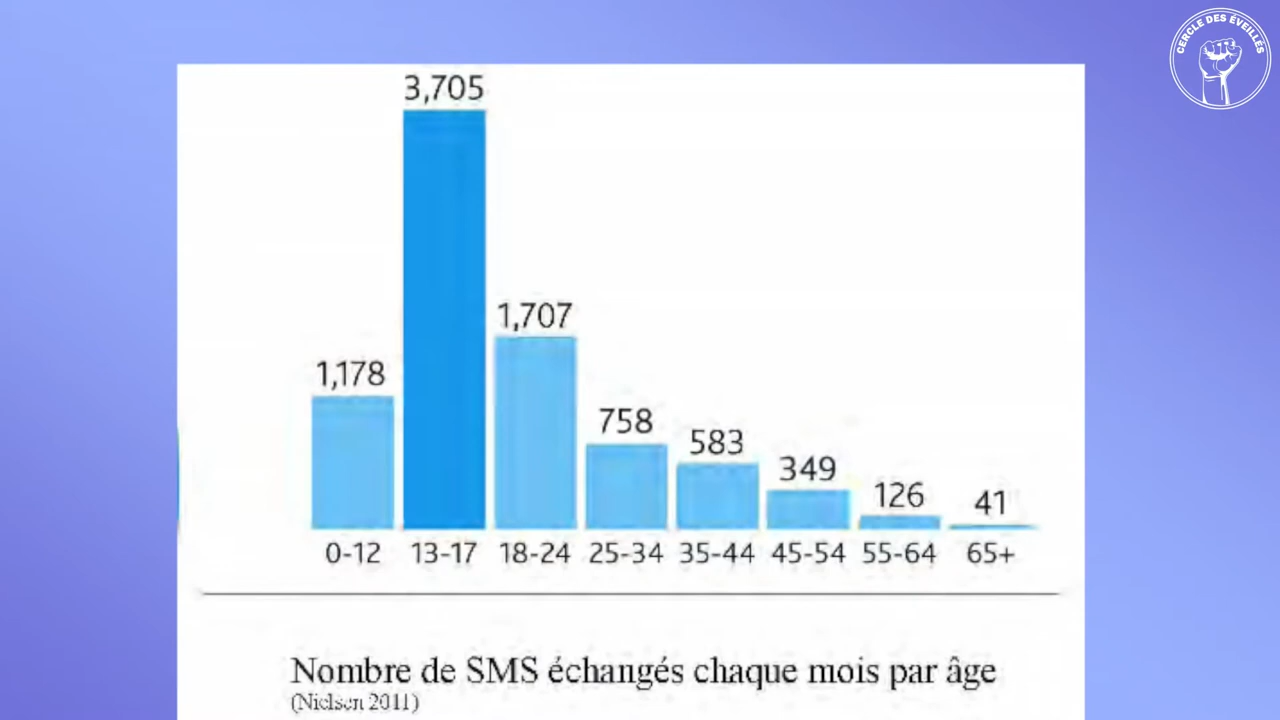 CERCLE DES ÉVEILLÉS
3,705
1,707
1,178
758
583
349
126
41
0-12 13-17 18-24 25-34 35-44 45-54 55-64 65+
Nombre de SMS échangés chaque mois par âge
(Nielsen 2011)